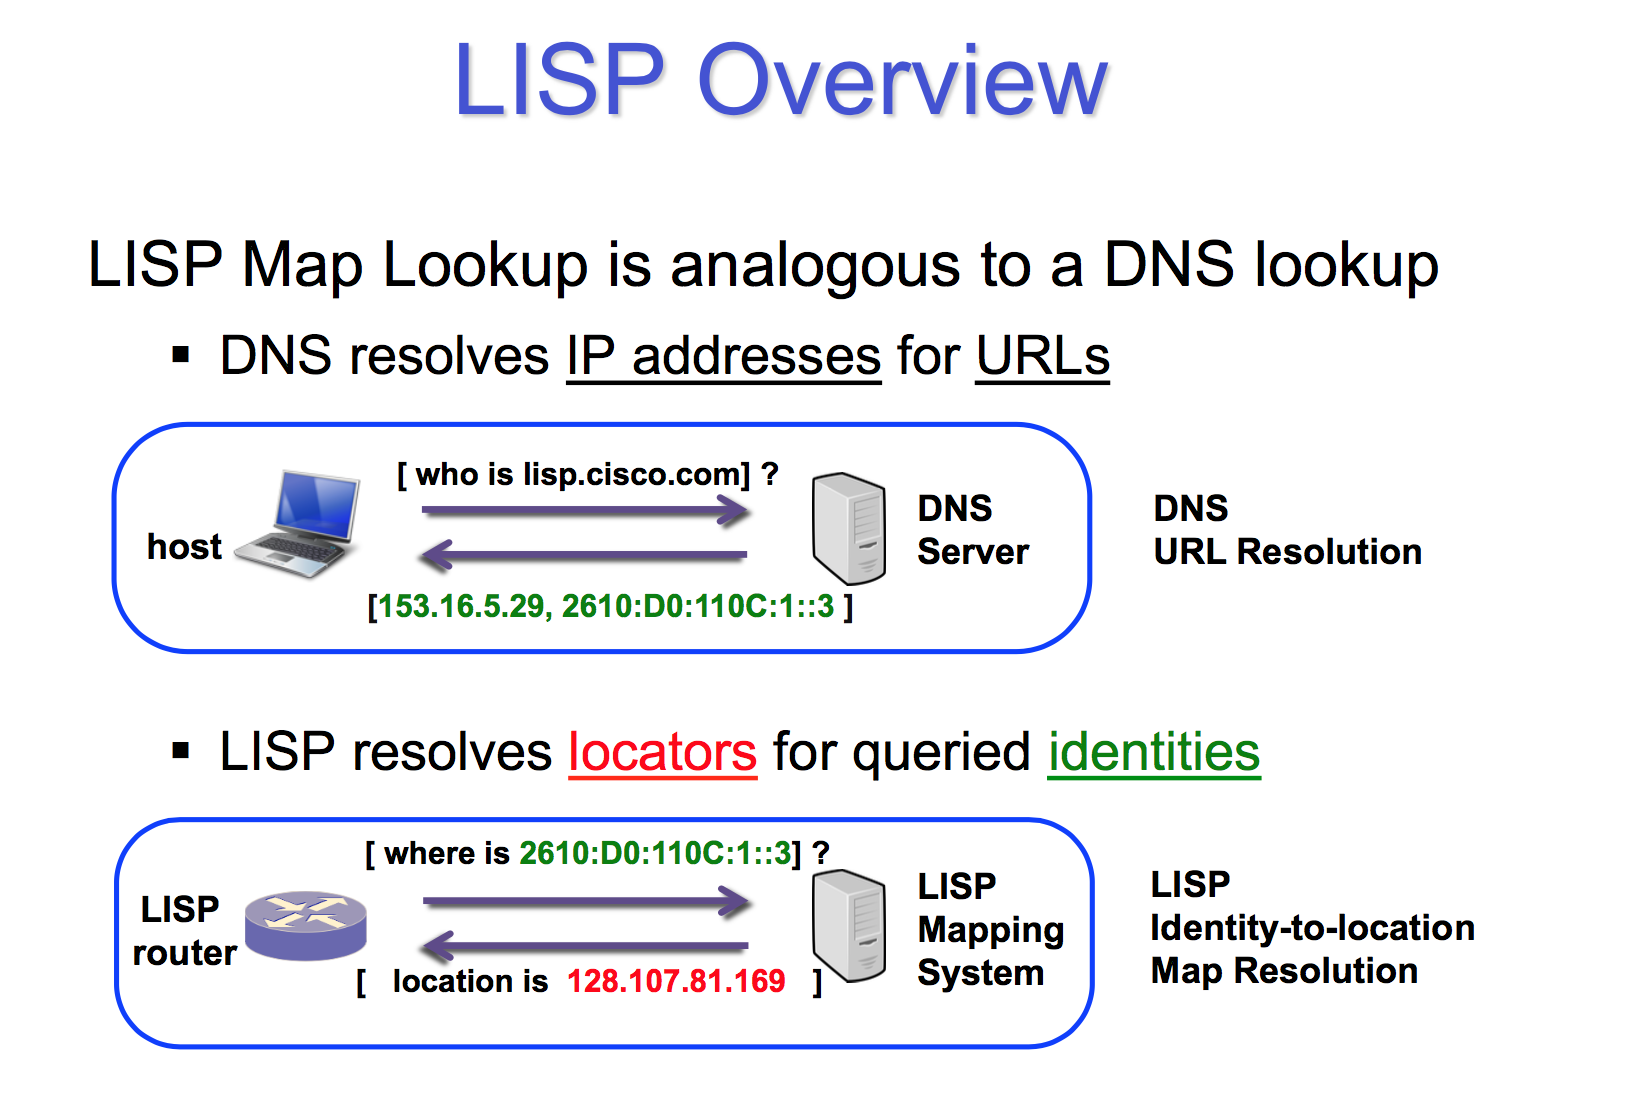 LISP Overview
LISP Map Lookup is analogous to a DNS lookup
▪ DNS resolves IP addresses for URLs
[ who is lisp.cisco.com] ?
host
DNS
Server
[153.16.5.29, 2610:D0:110C:1::3 ]
DNS
URL Resolution
▪ LISP resolves locators for queried identities
[ where is 2610:D0:110C:1::3] ?
LISP
router
LISP
Mapping
System
[ location is 128.107.81.169 ]
LISP
Identity-to-location
Map Resolution